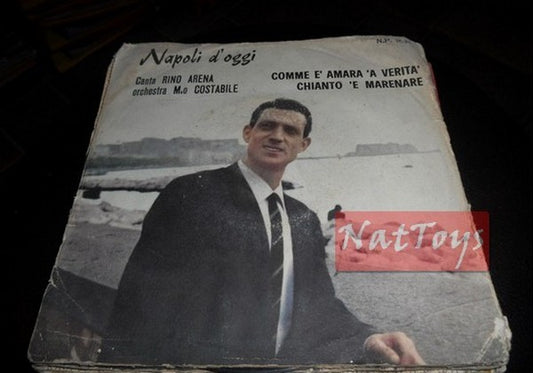 N.P.
Napoli d'oggi
Canta RINO ARENA
orchestra M.o COSTABILE
COMME E' AMARA 'A VERITA'
CHIANTO 'E MARENARE
NatToys